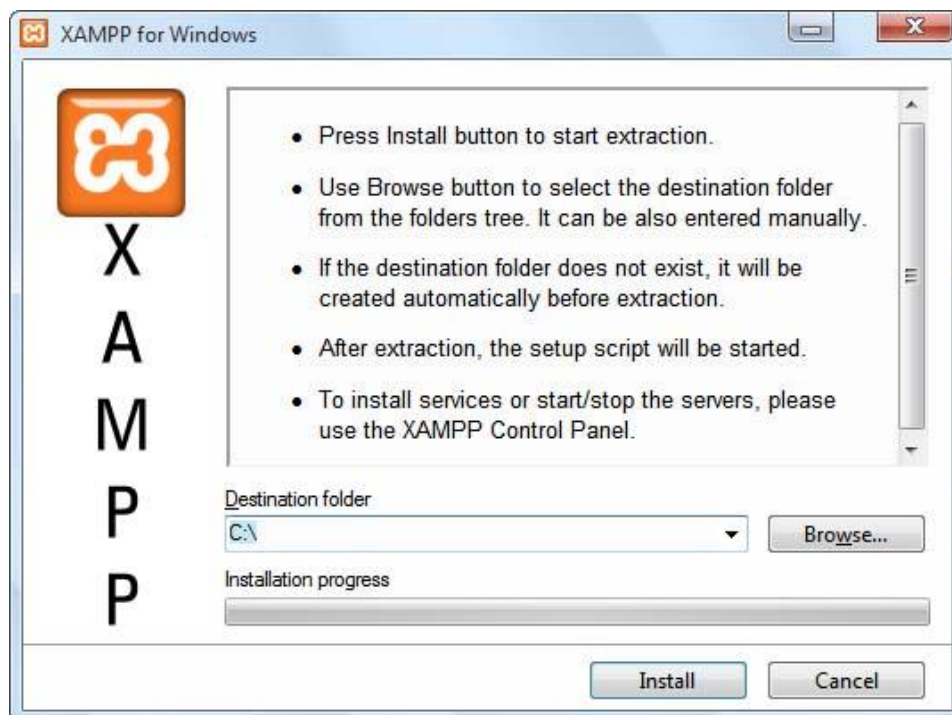 XAMPP for Windows
X
A
M
P
P
• Press Install button to start extraction.
• Use Browse button to select the destination folder
from the folders tree. It can be also entered manually.
• If the destination folder does not exist, it will be
created automatically before extraction.
• After extraction, the setup script will be started.
• To install services or start/stop the servers, please
use the XAMPP Control Panel.
Destination folder
C:\
Browse...
Installation progress
Install
Cancel